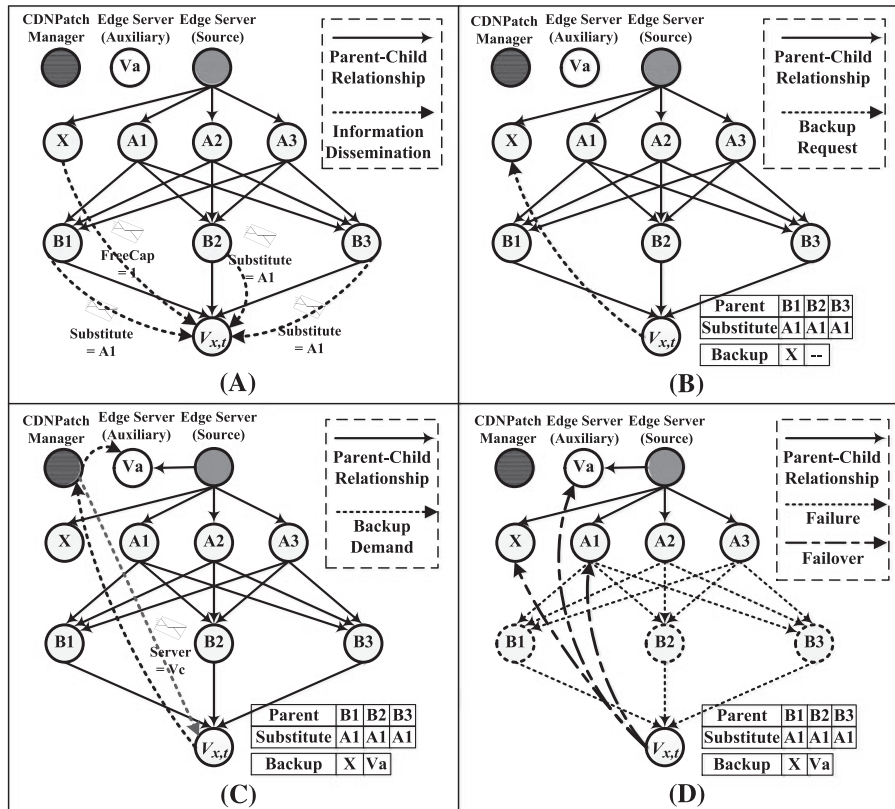 CDNPatch Manager
Edge Server (Auxiliary)
Edge Server (Source)
Va
Parent-Child Relationship
Information Dissemination
X
A1
A2
A3
B1
B2
B3
FreeCap = 1
Substitute = A1
Substitute = A1
Substitute = A1
Vx,t
(A)
CDNPatch Manager
Edge Server (Auxiliary)
Edge Server (Source)
Va
Parent-Child Relationship
Backup Request
X
A1
A2
A3
B1
B2
B3
Vx,t
Parent B1 B2 B3
Substitute A1 A1 A1
Backup X --
(B)
CDNPatch Manager
Edge Server (Auxiliary)
Edge Server (Source)
Va
Parent-Child Relationship
Backup Demand
X
A1
A2
A3
B1
B2
B3
Server = Vc
Vx,t
Parent B1 B2 B3
Substitute A1 A1 A1
Backup X Va
(C)
CDNPatch Manager
Edge Server (Auxiliary)
Edge Server (Source)
Va
Parent-Child Relationship
Failure
Failover
X
A1
A2
A3
B1
B2
B3
Vx,t
Parent B1 B2 B3
Substitute A1 A1 A1
Backup X Va
(D)